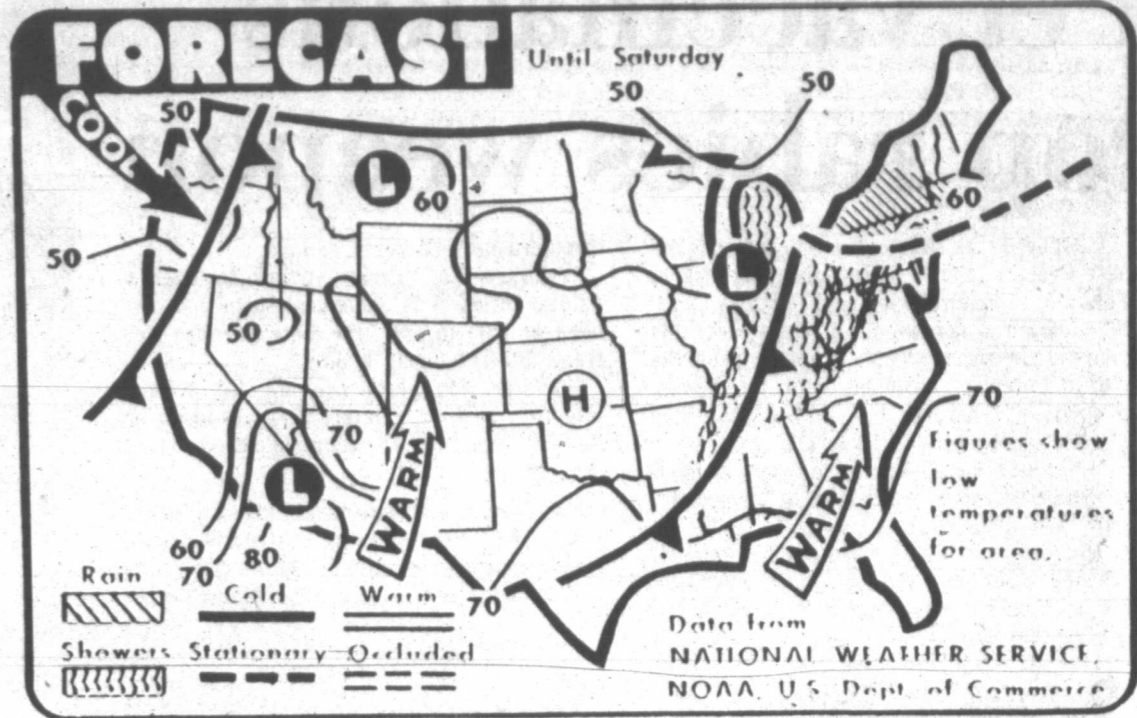 FORECAST
Until Saturday
COOL
50
50
50
L
60
60
50
L
50
H
70
70
L
WARM
WARM
60
70
80
70
Figures show
low
temperatures
for area.
Rain
Cold
Warm
Showers
Stationary
Occluded
Data from
NATIONAL WEATHER SERVICE,
NOAA, U.S. Dept. of Commerce